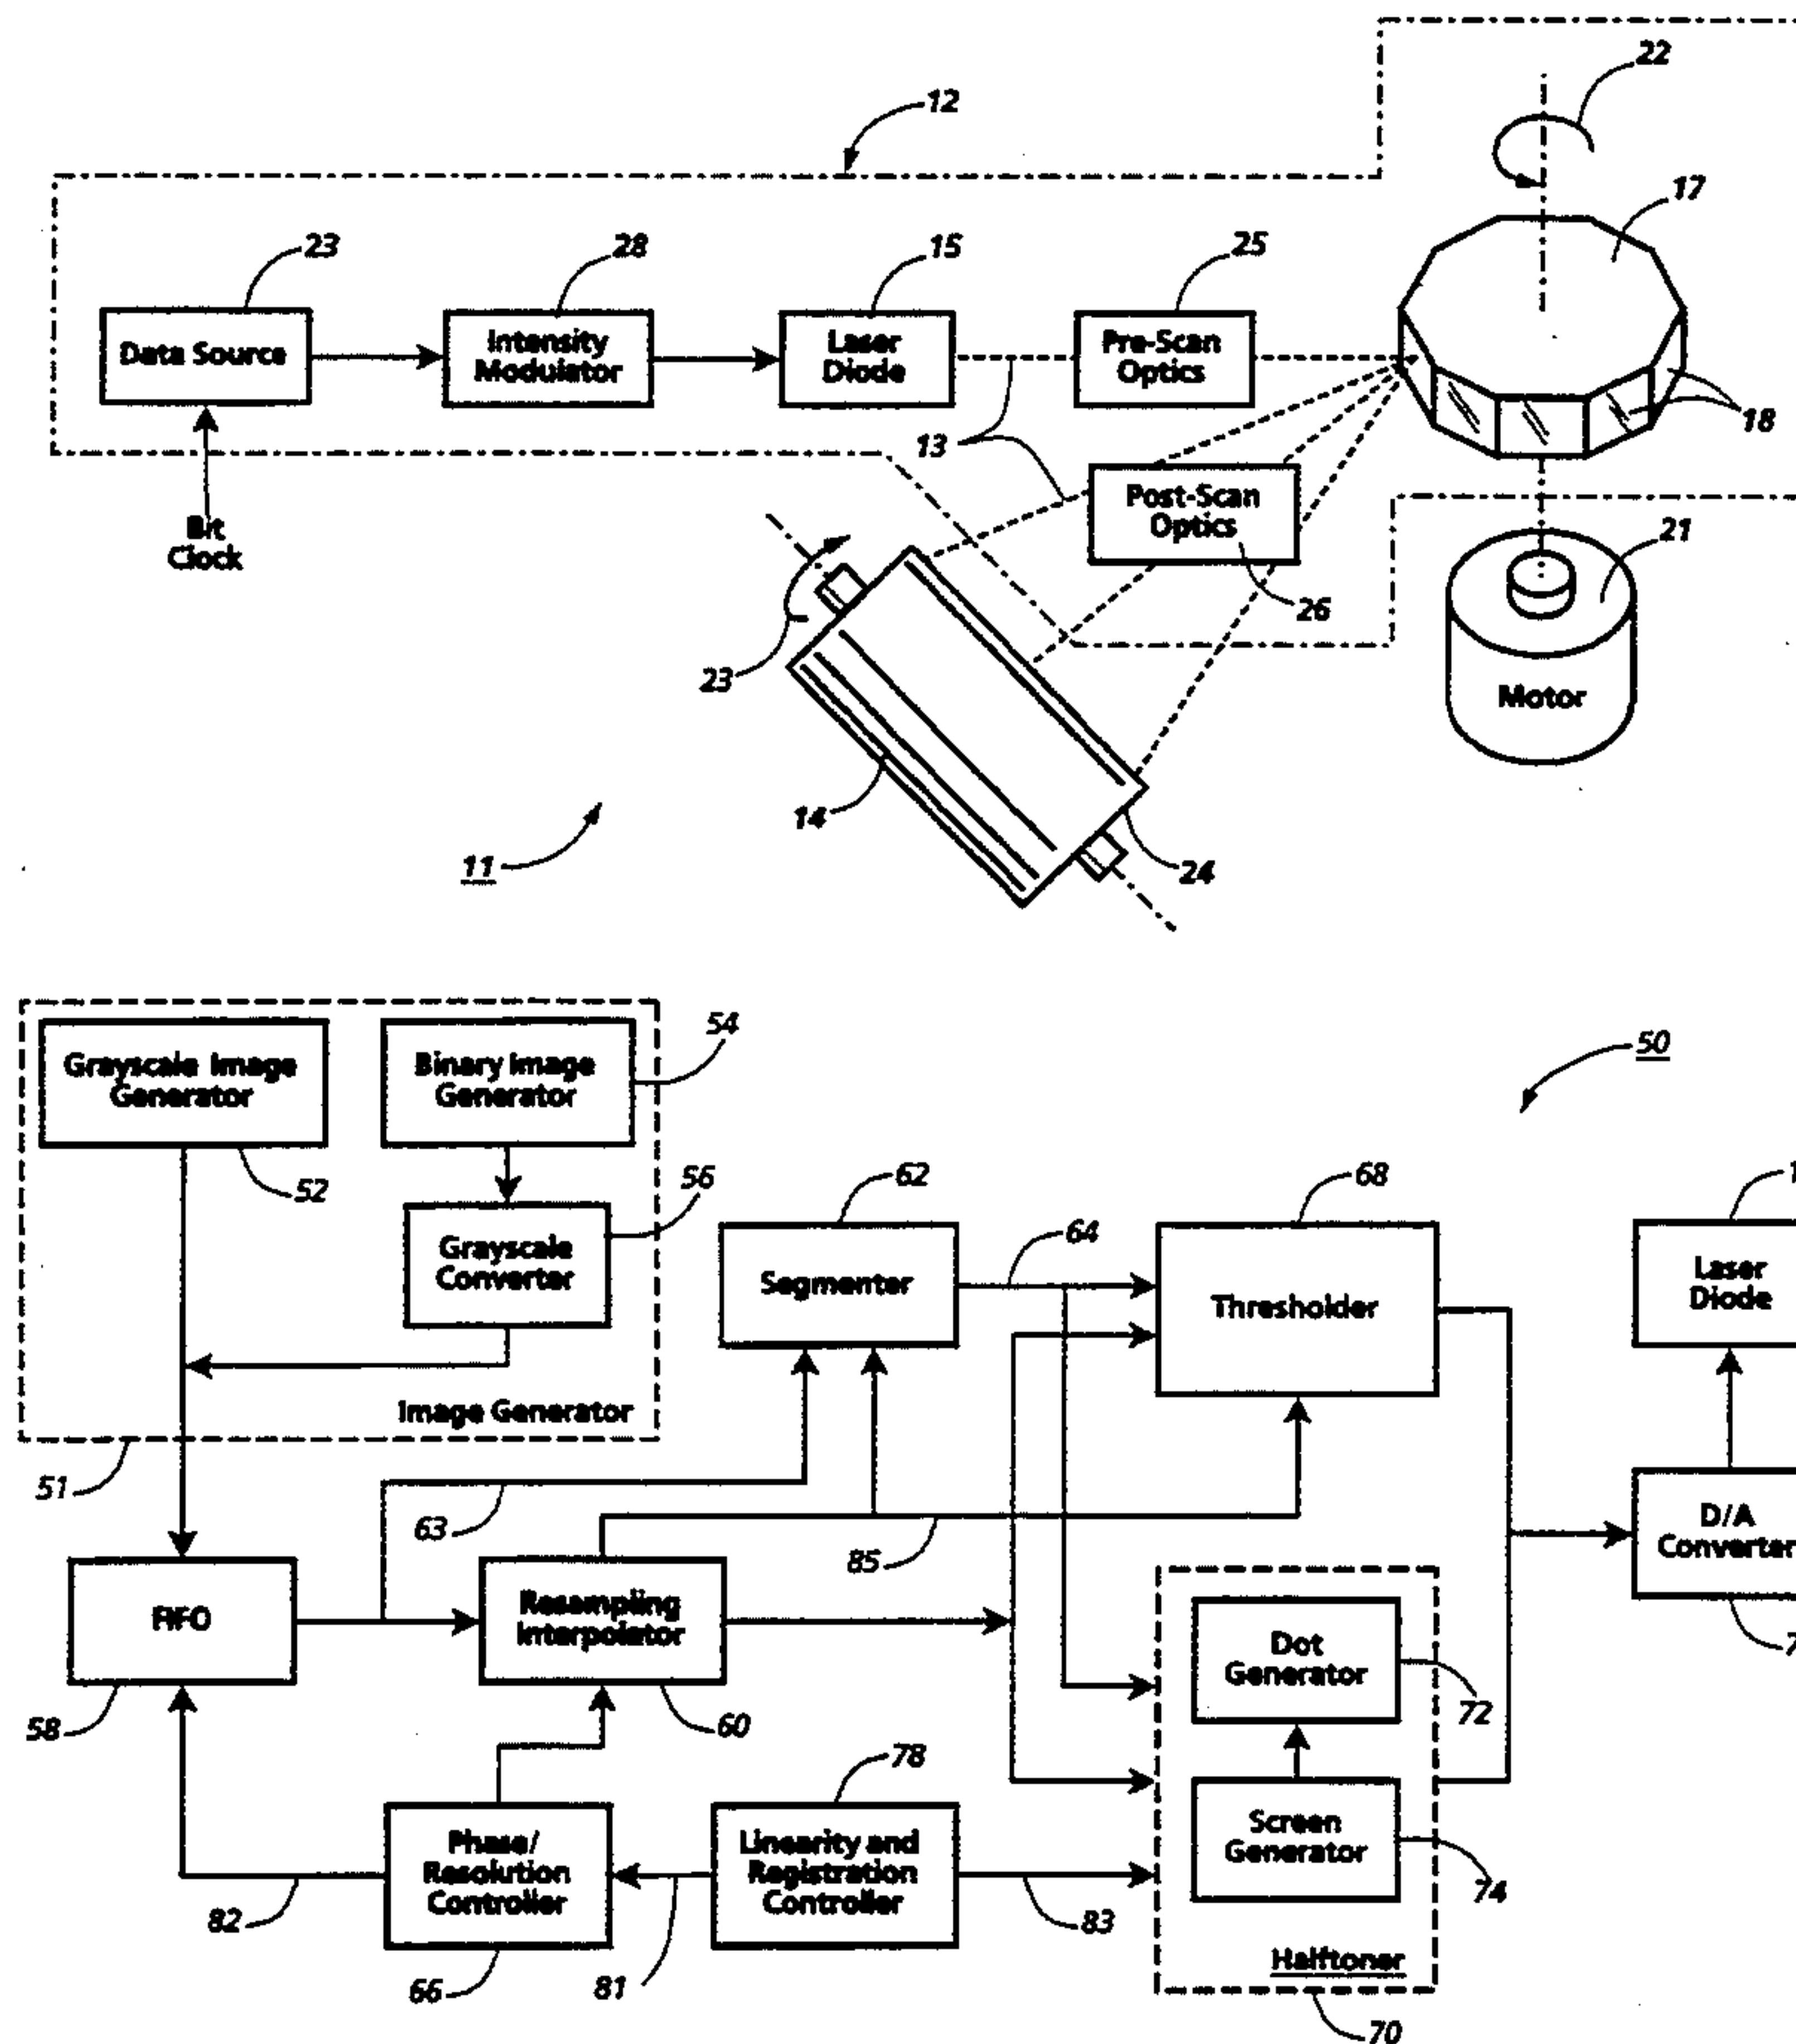 22
12
17
23
28
15
25
Data Source
Intensity
Modulator
Laser
Diode
Pre-Scan
Optics
18
13
Post-Scan
Optics
Bit
Clock
21
26
23
Motor
14
11
24
54
50
Grayscale Image
Generator
Binary Image
Generator
52
56
62
68
64
Grayscale
Converter
Segmenter
Thresholder
Laser
Diode
Image Generator
51
63
85
D/A
Converter
FIFO
Resampling
Interpolator
Dot
Generator
72
58
60
78
Phase/
Resolution
Controller
Linearity and
Registration
Controller
Screen
Generator
74
82
83
66
81
Halftoner
70